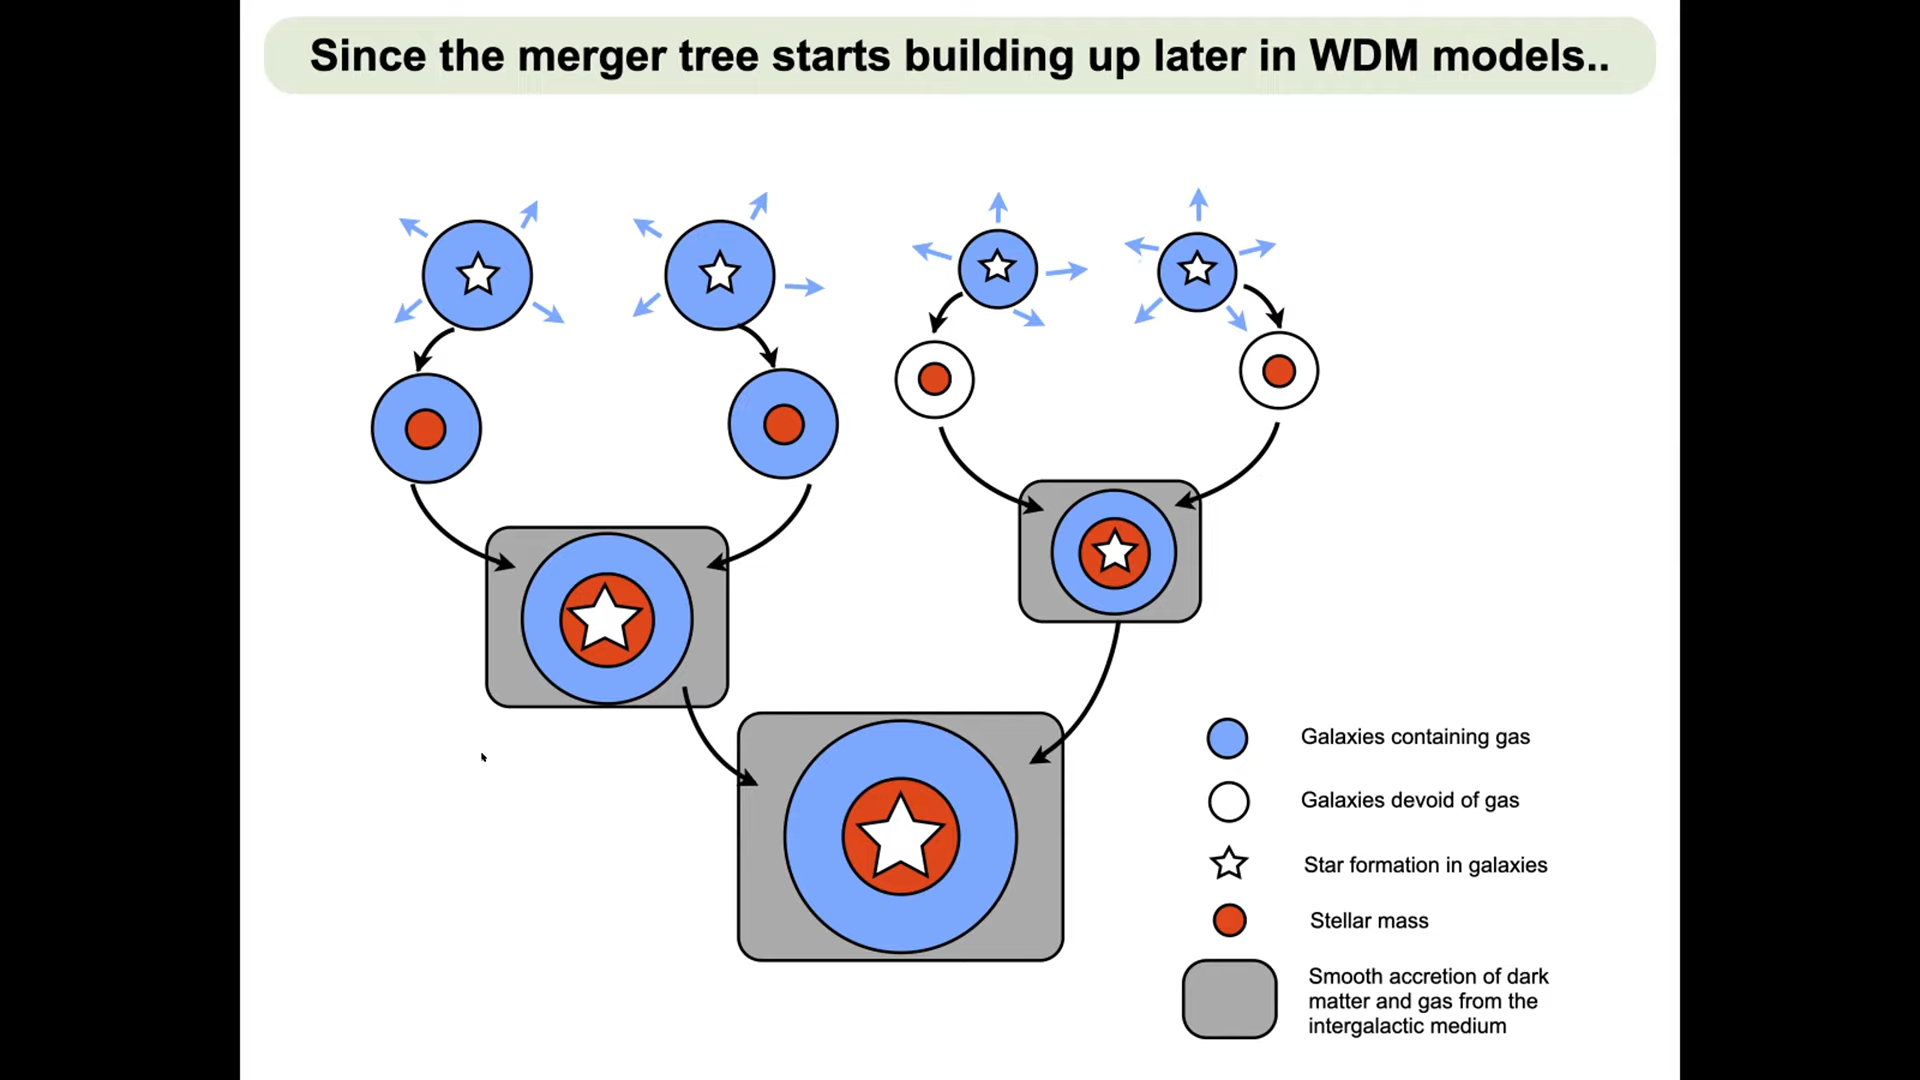 Since the merger tree starts building up later in WDM models..
Galaxies containing gas
Galaxies devoid of gas
Star formation in galaxies
Stellar mass
Smooth accretion of dark
matter and gas from the
intergalactic medium